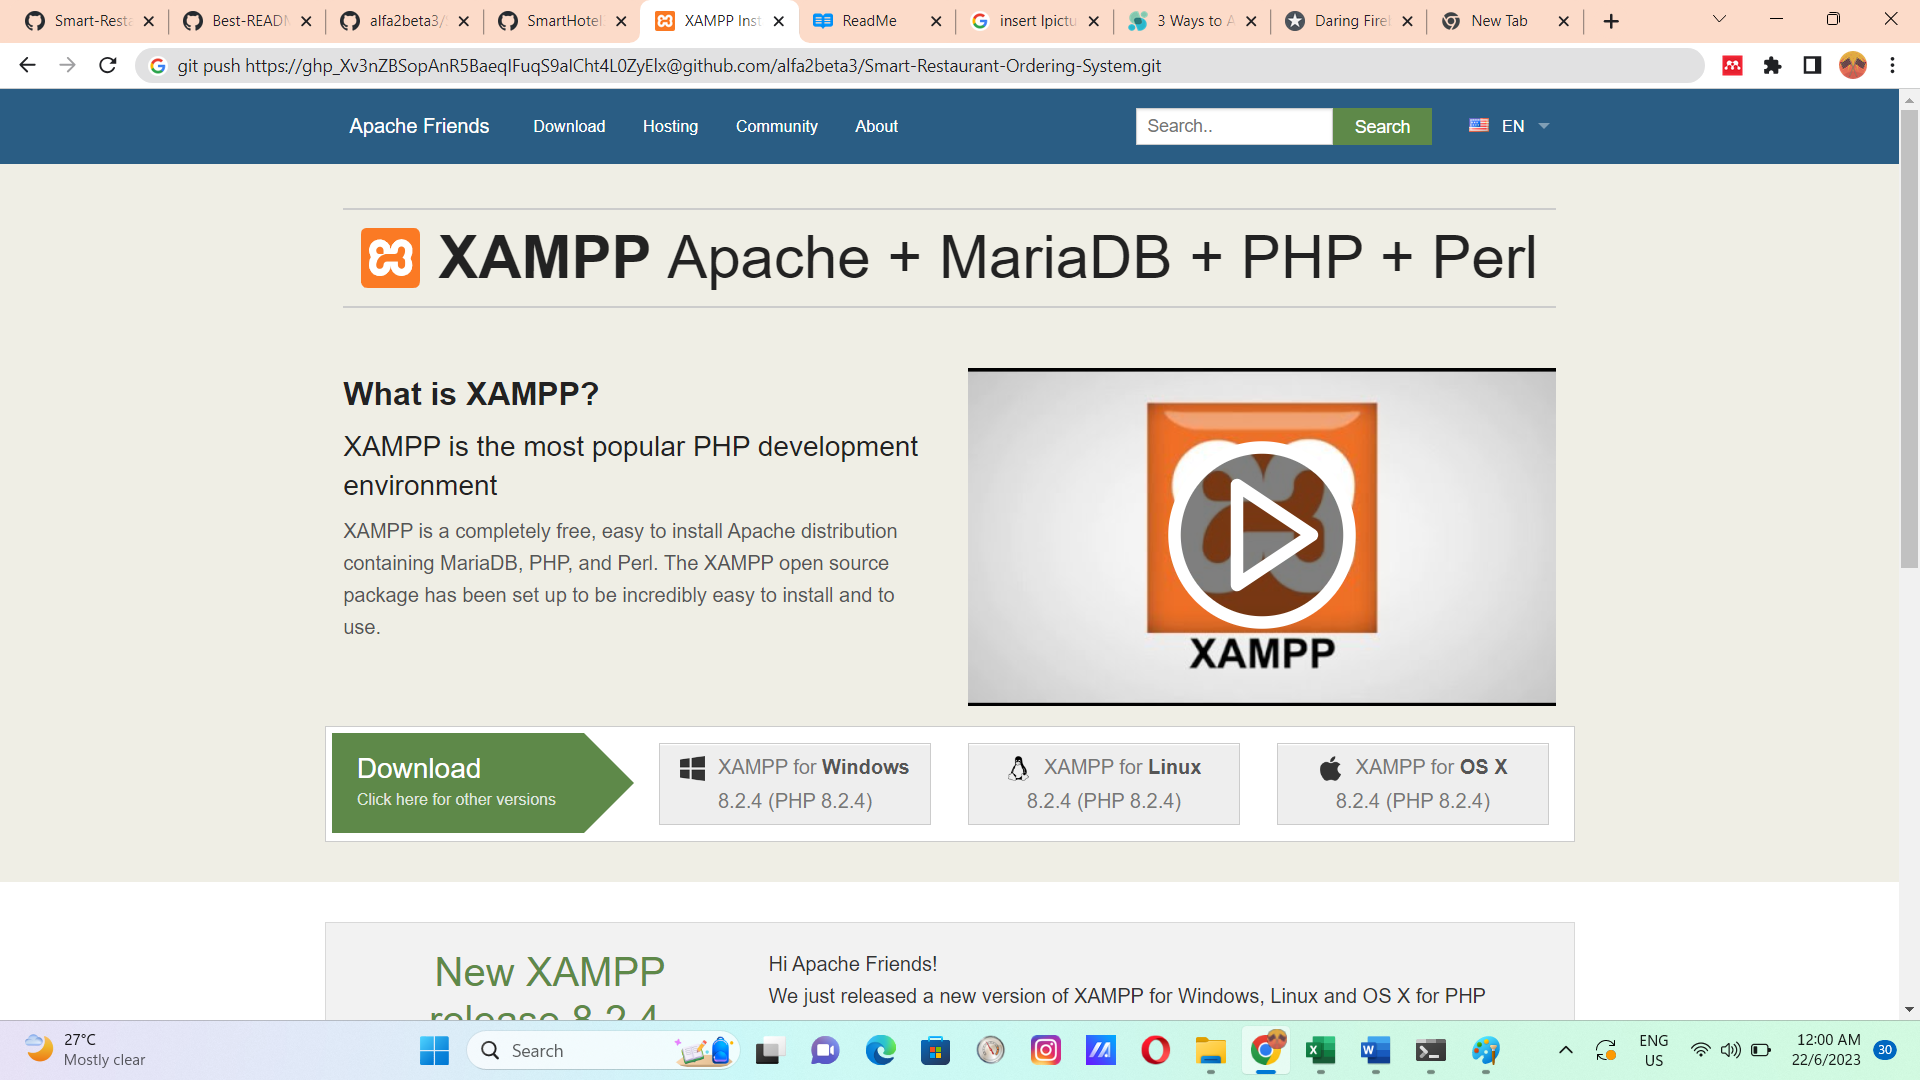 Smart-Resta
Best-READM
alfa2beta3/S
SmartHotel
XAMPP Inst
ReadMe
insert lpictu
3 Ways to A
Daring Firel
New Tab
git push https://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@github.com/alfa2beta3/Smart-Restaurant-Ordering-System.git
Apache Friends
Download
Hosting
Community
About
Search..
Search
EN
XAMPP Apache + MariaDB + PHP + Perl
What is XAMPP?
XAMPP is the most popular PHP development
environment
XAMPP is a completely free, easy to install Apache distribution
containing MariaDB, PHP, and Perl. The XAMPP open source
package has been set up to be incredibly easy to install and to
use.
XAMPP
Download
Click here for other versions
XAMPP for Windows
8.2.4 (PHP 8.2.4)
XAMPP for Linux
8.2.4 (PHP 8.2.4)
XAMPP for OS X
8.2.4 (PHP 8.2.4)
New XAMPP
release 8.2.4
Hi Apache Friends!
We just released a new version of XAMPP for Windows, Linux and OS X for PHP
27°C
Mostly clear
Search
ENG
US
12:00 AM
22/6/2023
30